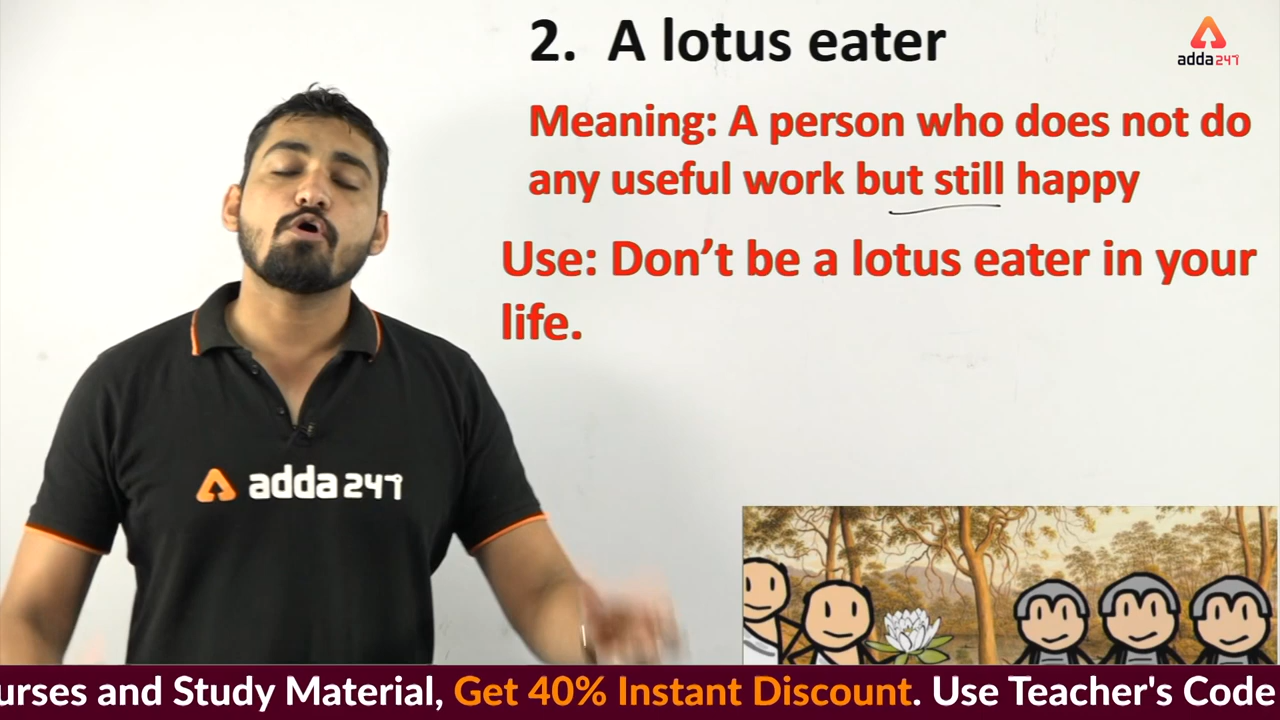 2. A lotus eater
adda247
Meaning: A person who does not do
any useful work but still happy
Use: Don’t be a lotus eater in your
life.
adda247
urses and Study Material, Get 40% Instant Discount. Use Teacher's Code